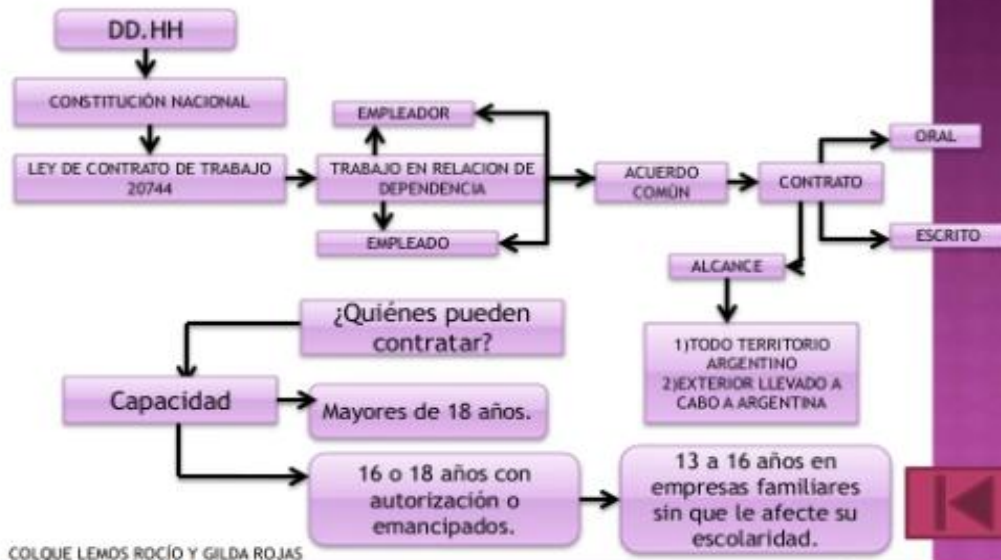 DD.HH
CONSTITUCIÓN NACIONAL
LEY DE CONTRATO DE TRABAJO
20744
EMPLEADOR
TRABAJO EN RELACION DE
DEPENDENCIA
EMPLEADO
ACUERDO
COMÚN
CONTRATO
ORAL
ESCRITO
ALCANCE
1)TODO TERRITORIO
ARGENTINO
2)EXTERIOR LLEVADO A
CABO A ARGENTINA
¿Quiénes pueden
contratar?
Capacidad
Mayores de 18 años.
16 o 18 años con
autorización o
emancipados.
13 a 16 años en
empresas familiares
sin que le afecte su
escolaridad.
COLQUE LEMOS ROCÍO Y GILDA ROJAS